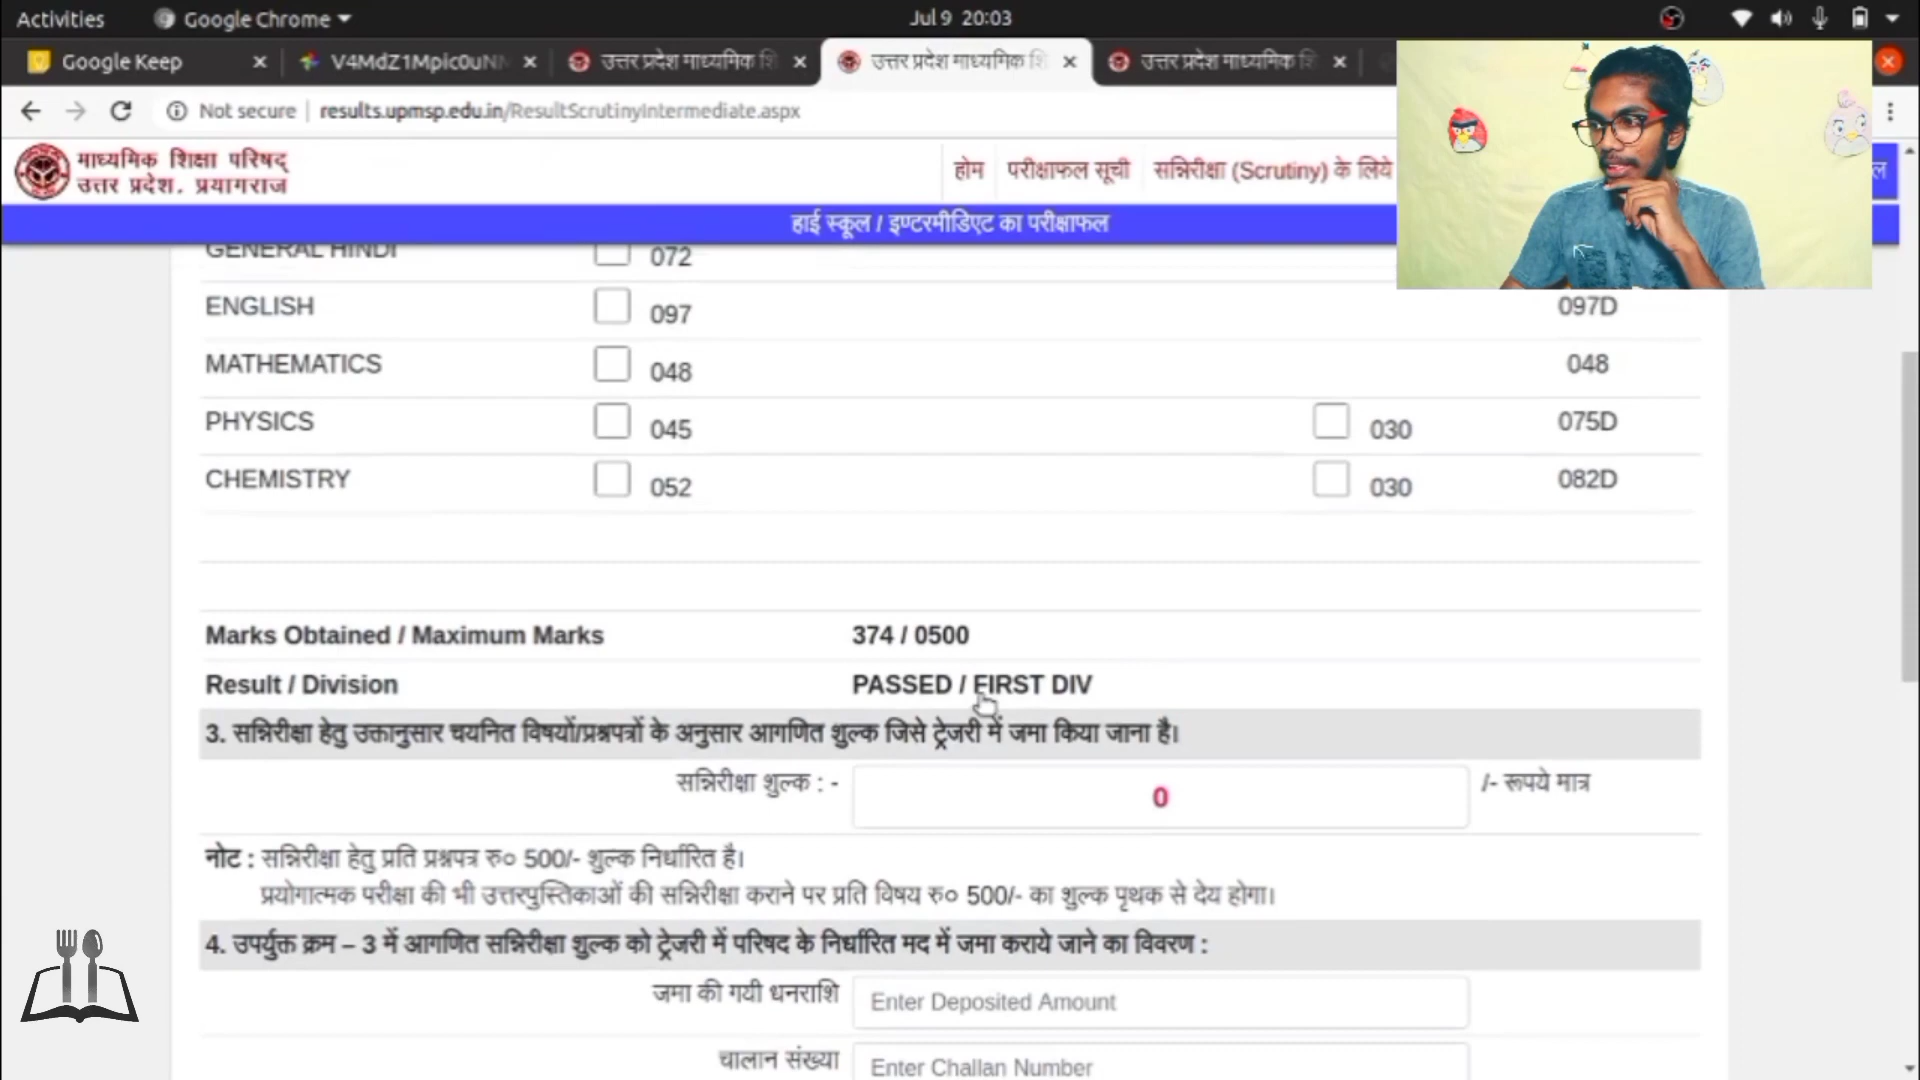 Activities Google Chrome Jul 9 20:03
Google Keep V4MdZ1Mpic0uNN उत्तर प्रदेश माध्यमिक शि उत्तर प्रदेश माध्यमिक शि उत्तर प्रदेश माध्यमिक शि
Not secure results.upmsp.edu.in/ResultScrutinyIntermediate.aspx
माध्यमिक शिक्षा परिषद्
उत्तर प्रदेश, प्रयागराज
होम परीक्षाफल सूची सन्निरीक्षा (Scrutiny) के लिये
हाई स्कूल / इण्टरमीडिएट का परीक्षाफल
GENERAL HINDI 072
ENGLISH 097 097D
MATHEMATICS 048 048
PHYSICS 045 030 075D
CHEMISTRY 052 030 082D
Marks Obtained / Maximum Marks 374 / 0500
Result / Division PASSED / FIRST DIV
3. सन्निरीक्षा हेतु उक्तानुसार चयनित विषयों/प्रश्नपत्रों के अनुसार आगणित शुल्क जिसे ट्रेजरी में जमा किया जाना है।
सन्निरीक्षा शुल्क : - 0 /- रूपये मात्र
नोट : सन्निरीक्षा हेतु प्रति प्रश्नपत्र रु० 500/- शुल्क निर्धारित है।
प्रयोगात्मक परीक्षा की भी उत्तरपुस्तिकाओं की सन्निरीक्षा कराने पर प्रति विषय रु० 500/- का शुल्क पृथक से देय होगा।
4. उपर्युक्त क्रम – 3 में आगणित सन्निरीक्षा शुल्क को ट्रेजरी में परिषद के निर्धारित मद में जमा कराये जाने का विवरण :
जमा की गयी धनराशि Enter Deposited Amount
चालान संख्या Enter Challan Number